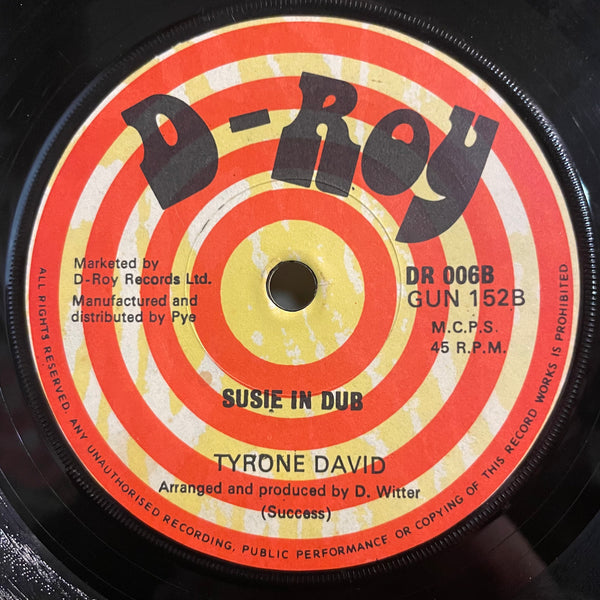 D-Roy
Marketed by
D-Roy Records Ltd.
Manufactured and
distributed by Pye
DR 006B
GUN 152B
M.C.P.S.
45 R.P.M.
SUSIE IN DUB
TYRONE DAVID
Arranged and produced by D. Witter
(Success)
ALL RIGHTS RESERVED. ANY UNAUTHORISED RECORDING, PUBLIC PERFORMANCE OR COPYING OF THIS RECORD WORKS IS PROHIBITED